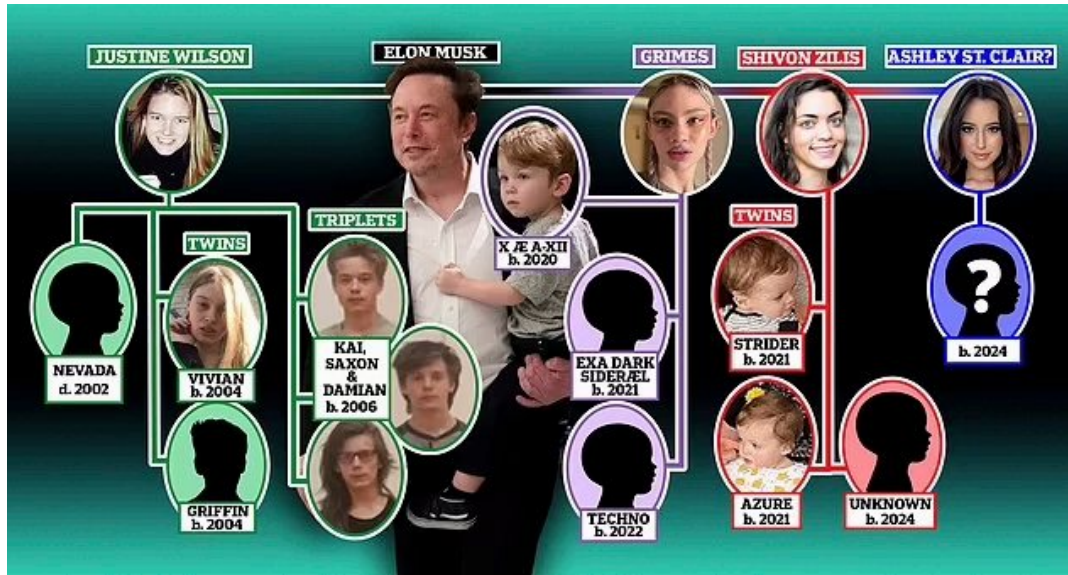 JUSTINE WILSON
ELON MUSK
GRIMES
SHIVON ZILIS
ASHLEY ST. CLAIR?
TWINS
TRIPLETS
X Æ A-XII
b. 2020
TWINS
?
NEVADA
d. 2002
VIVIAN
b. 2004
KAI,
SAXON
&
DAMIAN
b. 2006
EXA DARK
SIDERÆL
b. 2021
STRIDER
b. 2021
b. 2024
GRIFFIN
b. 2004
TECHNO
b. 2022
AZURE
b. 2021
UNKNOWN
b. 2024